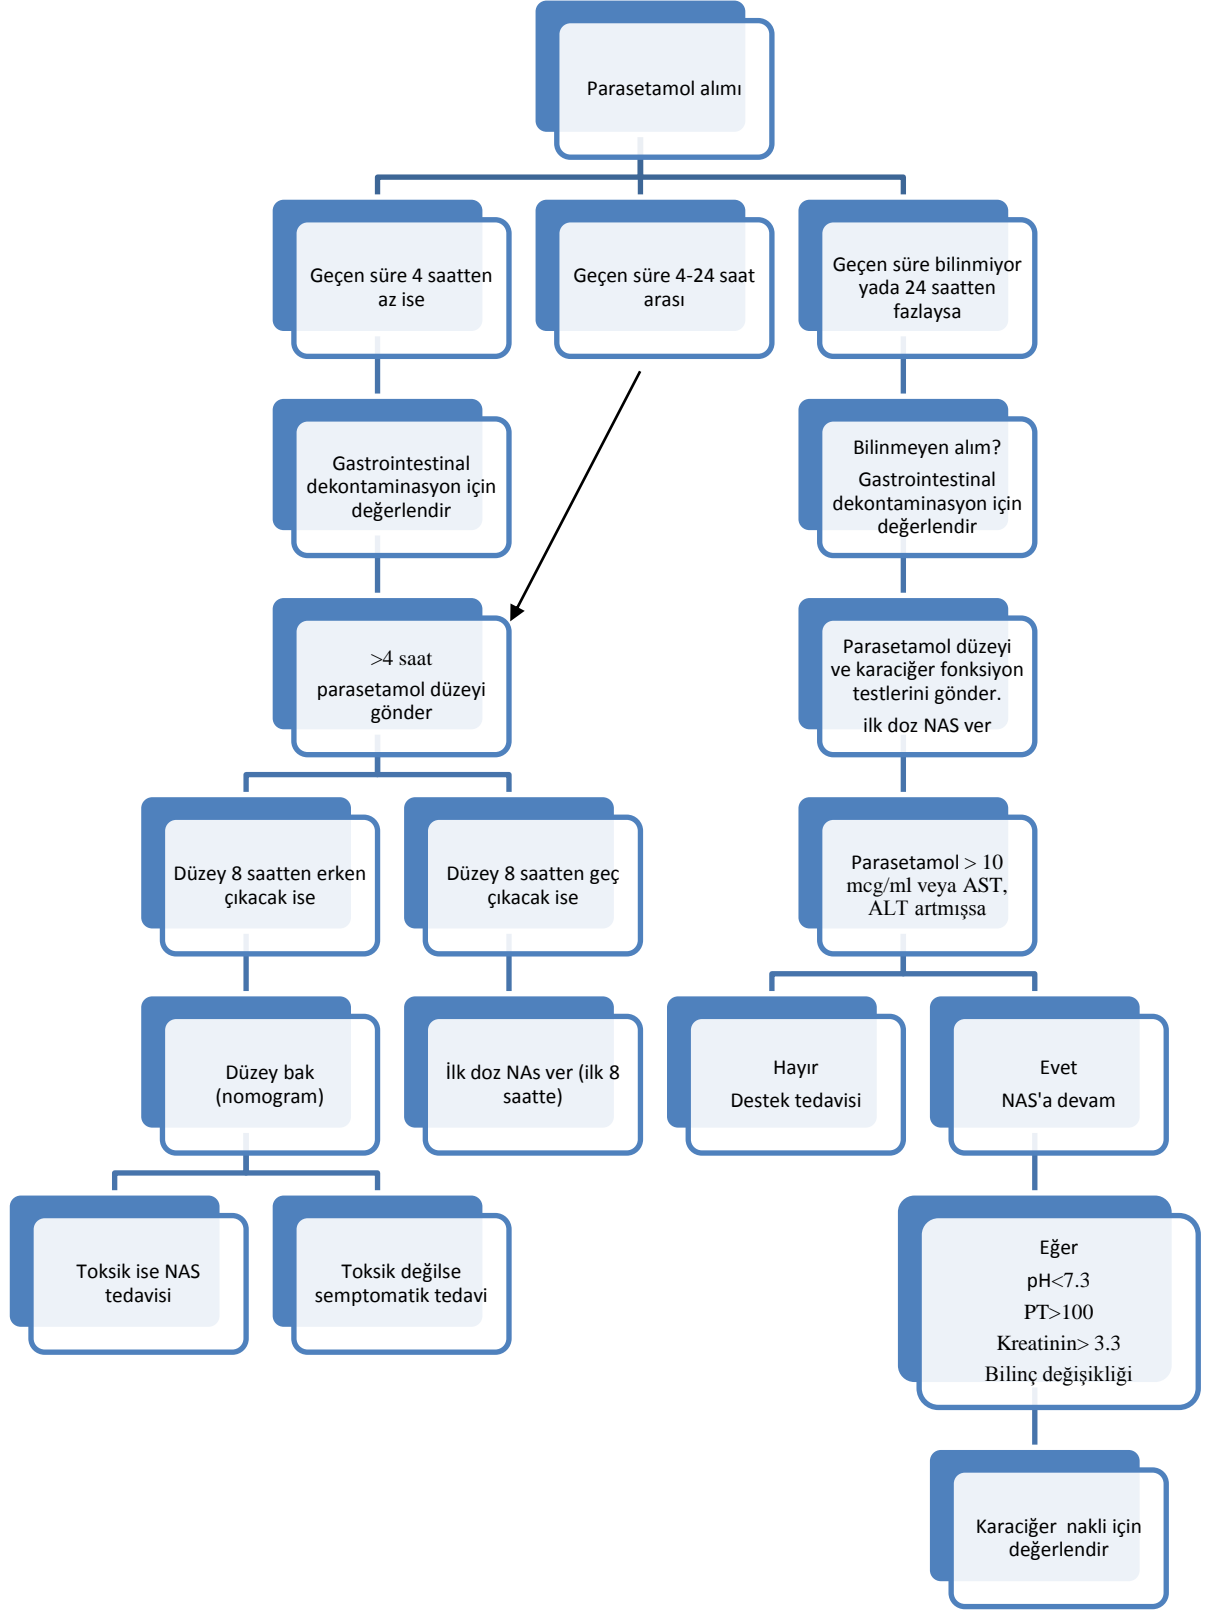 Parasetamol alımı
Geçen süre 4 saatten
az ise
Geçen süre 4-24 saat
arası
Geçen süre bilinmiyor
yada 24 saatten
fazlaysa
Gastrointestinal
dekontaminasyon için
değerlendir
Bilinmeyen alım?
Gastrointestinal
dekontaminasyon için
değerlendir
>4 saat
parasetamol düzeyi
gönder
Parasetamol düzeyi
ve karaciğer fonksiyon
testlerini gönder.
ilk doz NAS ver
Düzey 8 saatten erken
çıkacak ise
Düzey 8 saatten geç
çıkacak ise
Parasetamol > 10
mcg/ml veya AST,
ALT artmışsa
Düzey bak
(nomogram)
İlk doz NAs ver (ilk 8
saatte)
Hayır
Destek tedavisi
Evet
NAS'a devam
Toksik ise NAS
tedavisi
Toksik değilse
semptomatik tedavi
Eğer
pH<7.3
PT>100
Kreatinin> 3.3
Bilinç değişikliği
Karaciğer  nakli için
değerlendir